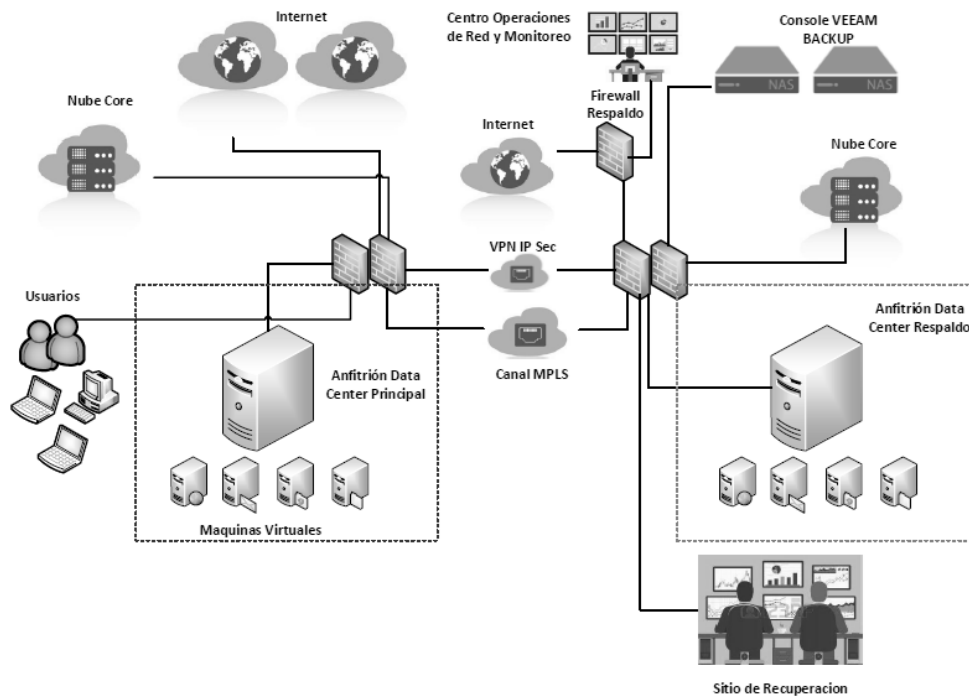 Internet
Centro Operaciones
de Red y Monitoreo
Console VEEAM
BACKUP
NAS
NAS
Nube Core
Firewall
Respaldo
Internet
Nube Core
VPN IP Sec
Usuarios
Anfitrión Data
Center Principal
Canal MPLS
Anfitrión Data
Center Respaldo
Maquinas Virtuales
Sitio de Recuperacion